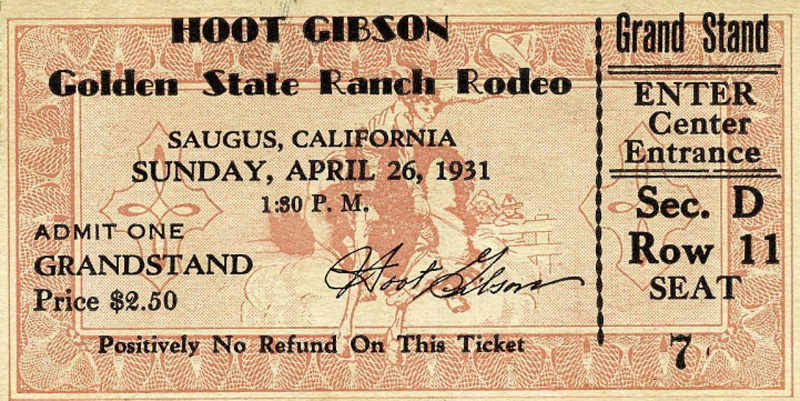 HOOT GIBSON
Golden State Ranch Rodeo
SAUGUS, CALIFORNIA
SUNDAY, APRIL 26, 1931
1:30 P. M.
ADMIT ONE
GRANDSTAND
Price $2.50
Hoot Gibson
Positively No Refund On This Ticket
Grand Stand
ENTER
Center
Entrance
Sec. D
Row 11
SEAT
7